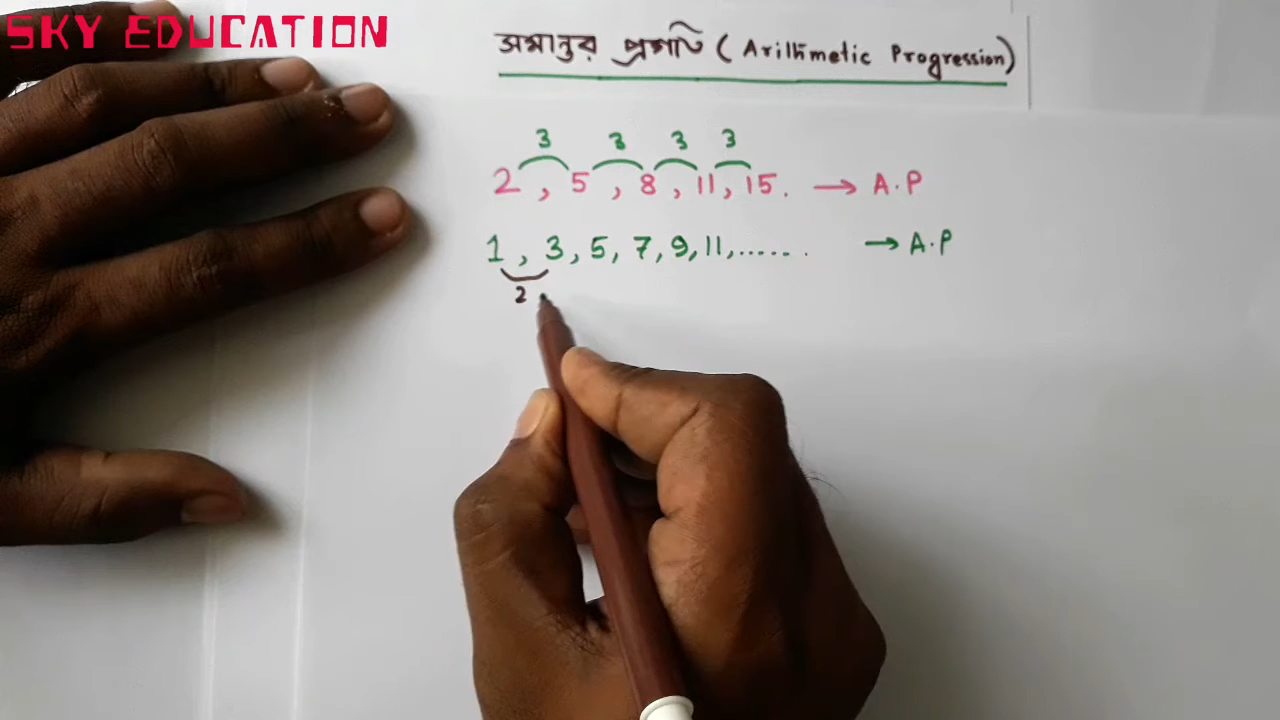 SKY EDUCATION
সমান্তর প্রগতি ( Arithmetic Progression)
3 3 3 3
2 , 5 , 8 , 11, 15. → A.P
1 , 3, 5, 7, 9, 11, ...... → A.P
2